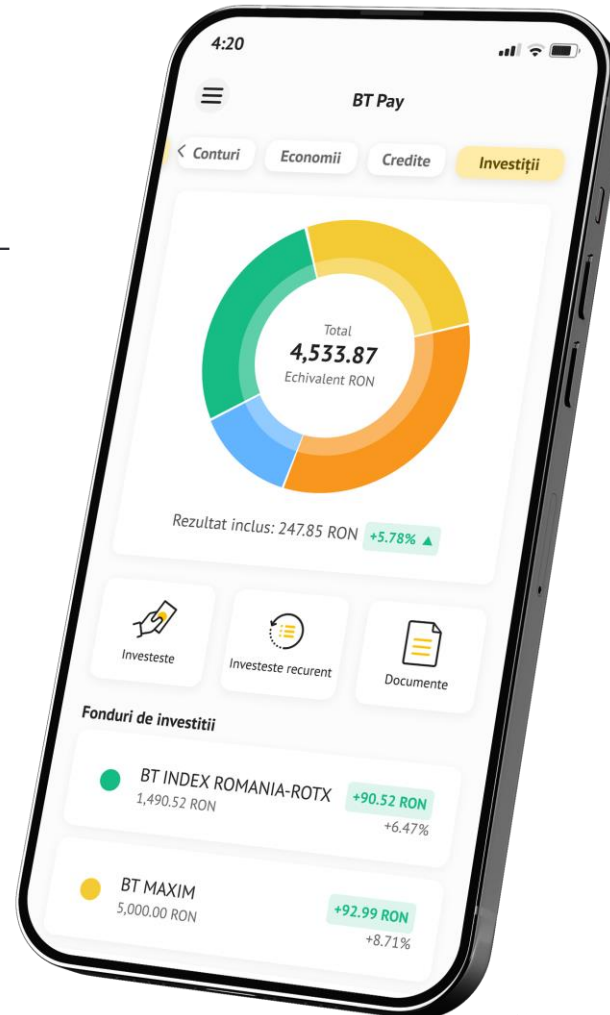 4:20
BT Pay
< Conturi Economii Credite Investiții
Total
4,533.87
Echivalent RON
Rezultat inclus: 247.85 RON +5.78% ▲
Investeste Investeste recurent Documente
Fonduri de investitii
BT INDEX ROMANIA-ROTX +90.52 RON
1,490.52 RON +6.47%
BT MAXIM +92.99 RON
5,000.00 RON +8.71%